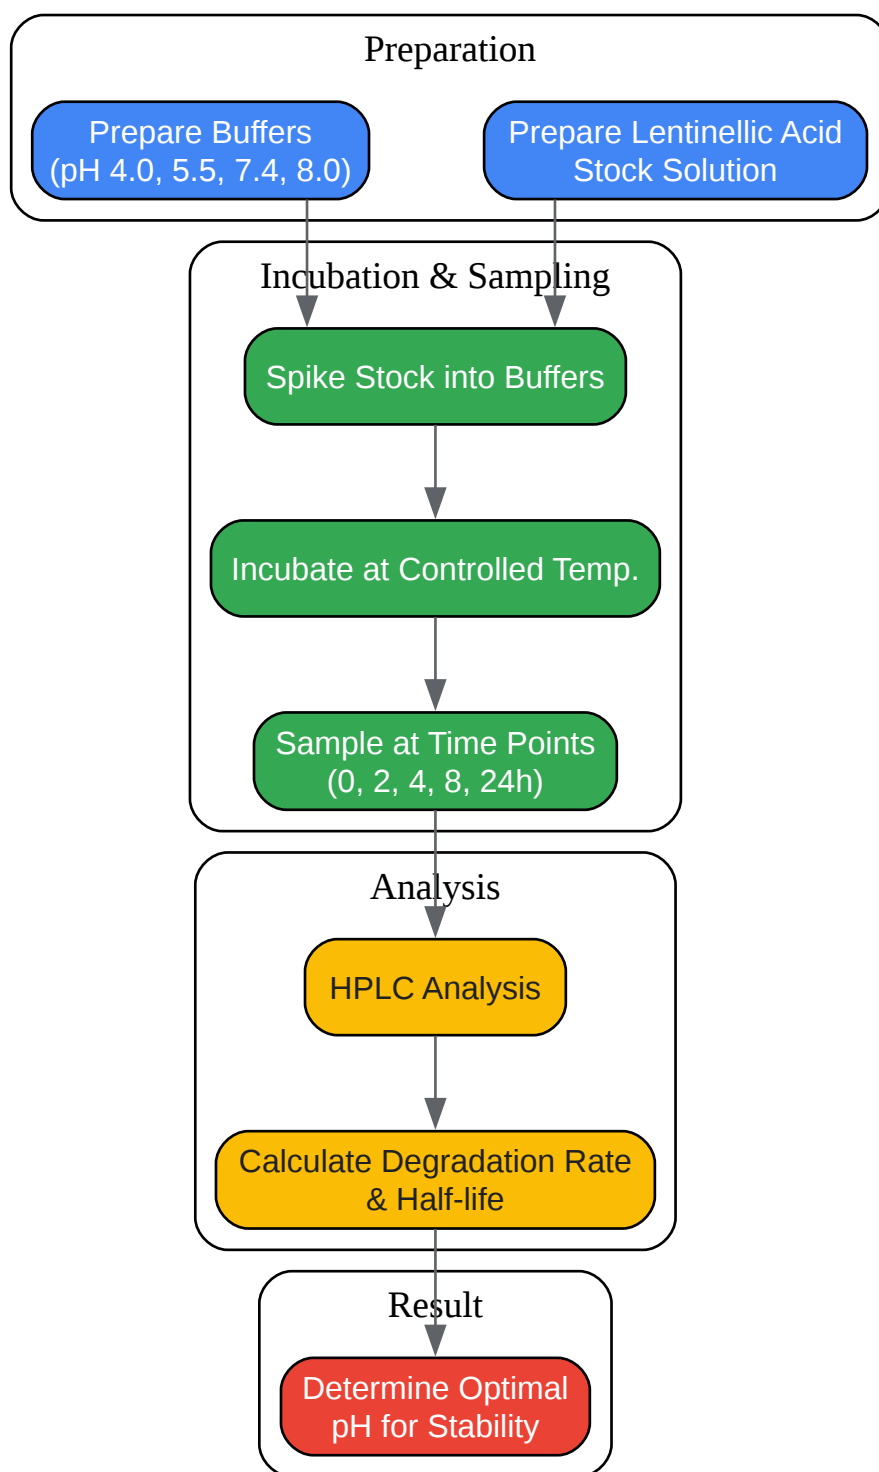 Preparation
Prepare Buffers
(pH 4.0, 5.5, 7.4, 8.0)
Prepare Lentinellic Acid
Stock Solution
Incubation & Sampling
Spike Stock into Buffers
Incubate at Controlled Temp.
Sample at Time Points
(0, 2, 4, 8, 24h)
Analysis
HPLC Analysis
Calculate Degradation Rate
& Half-life
Result
Determine Optimal
pH for Stability